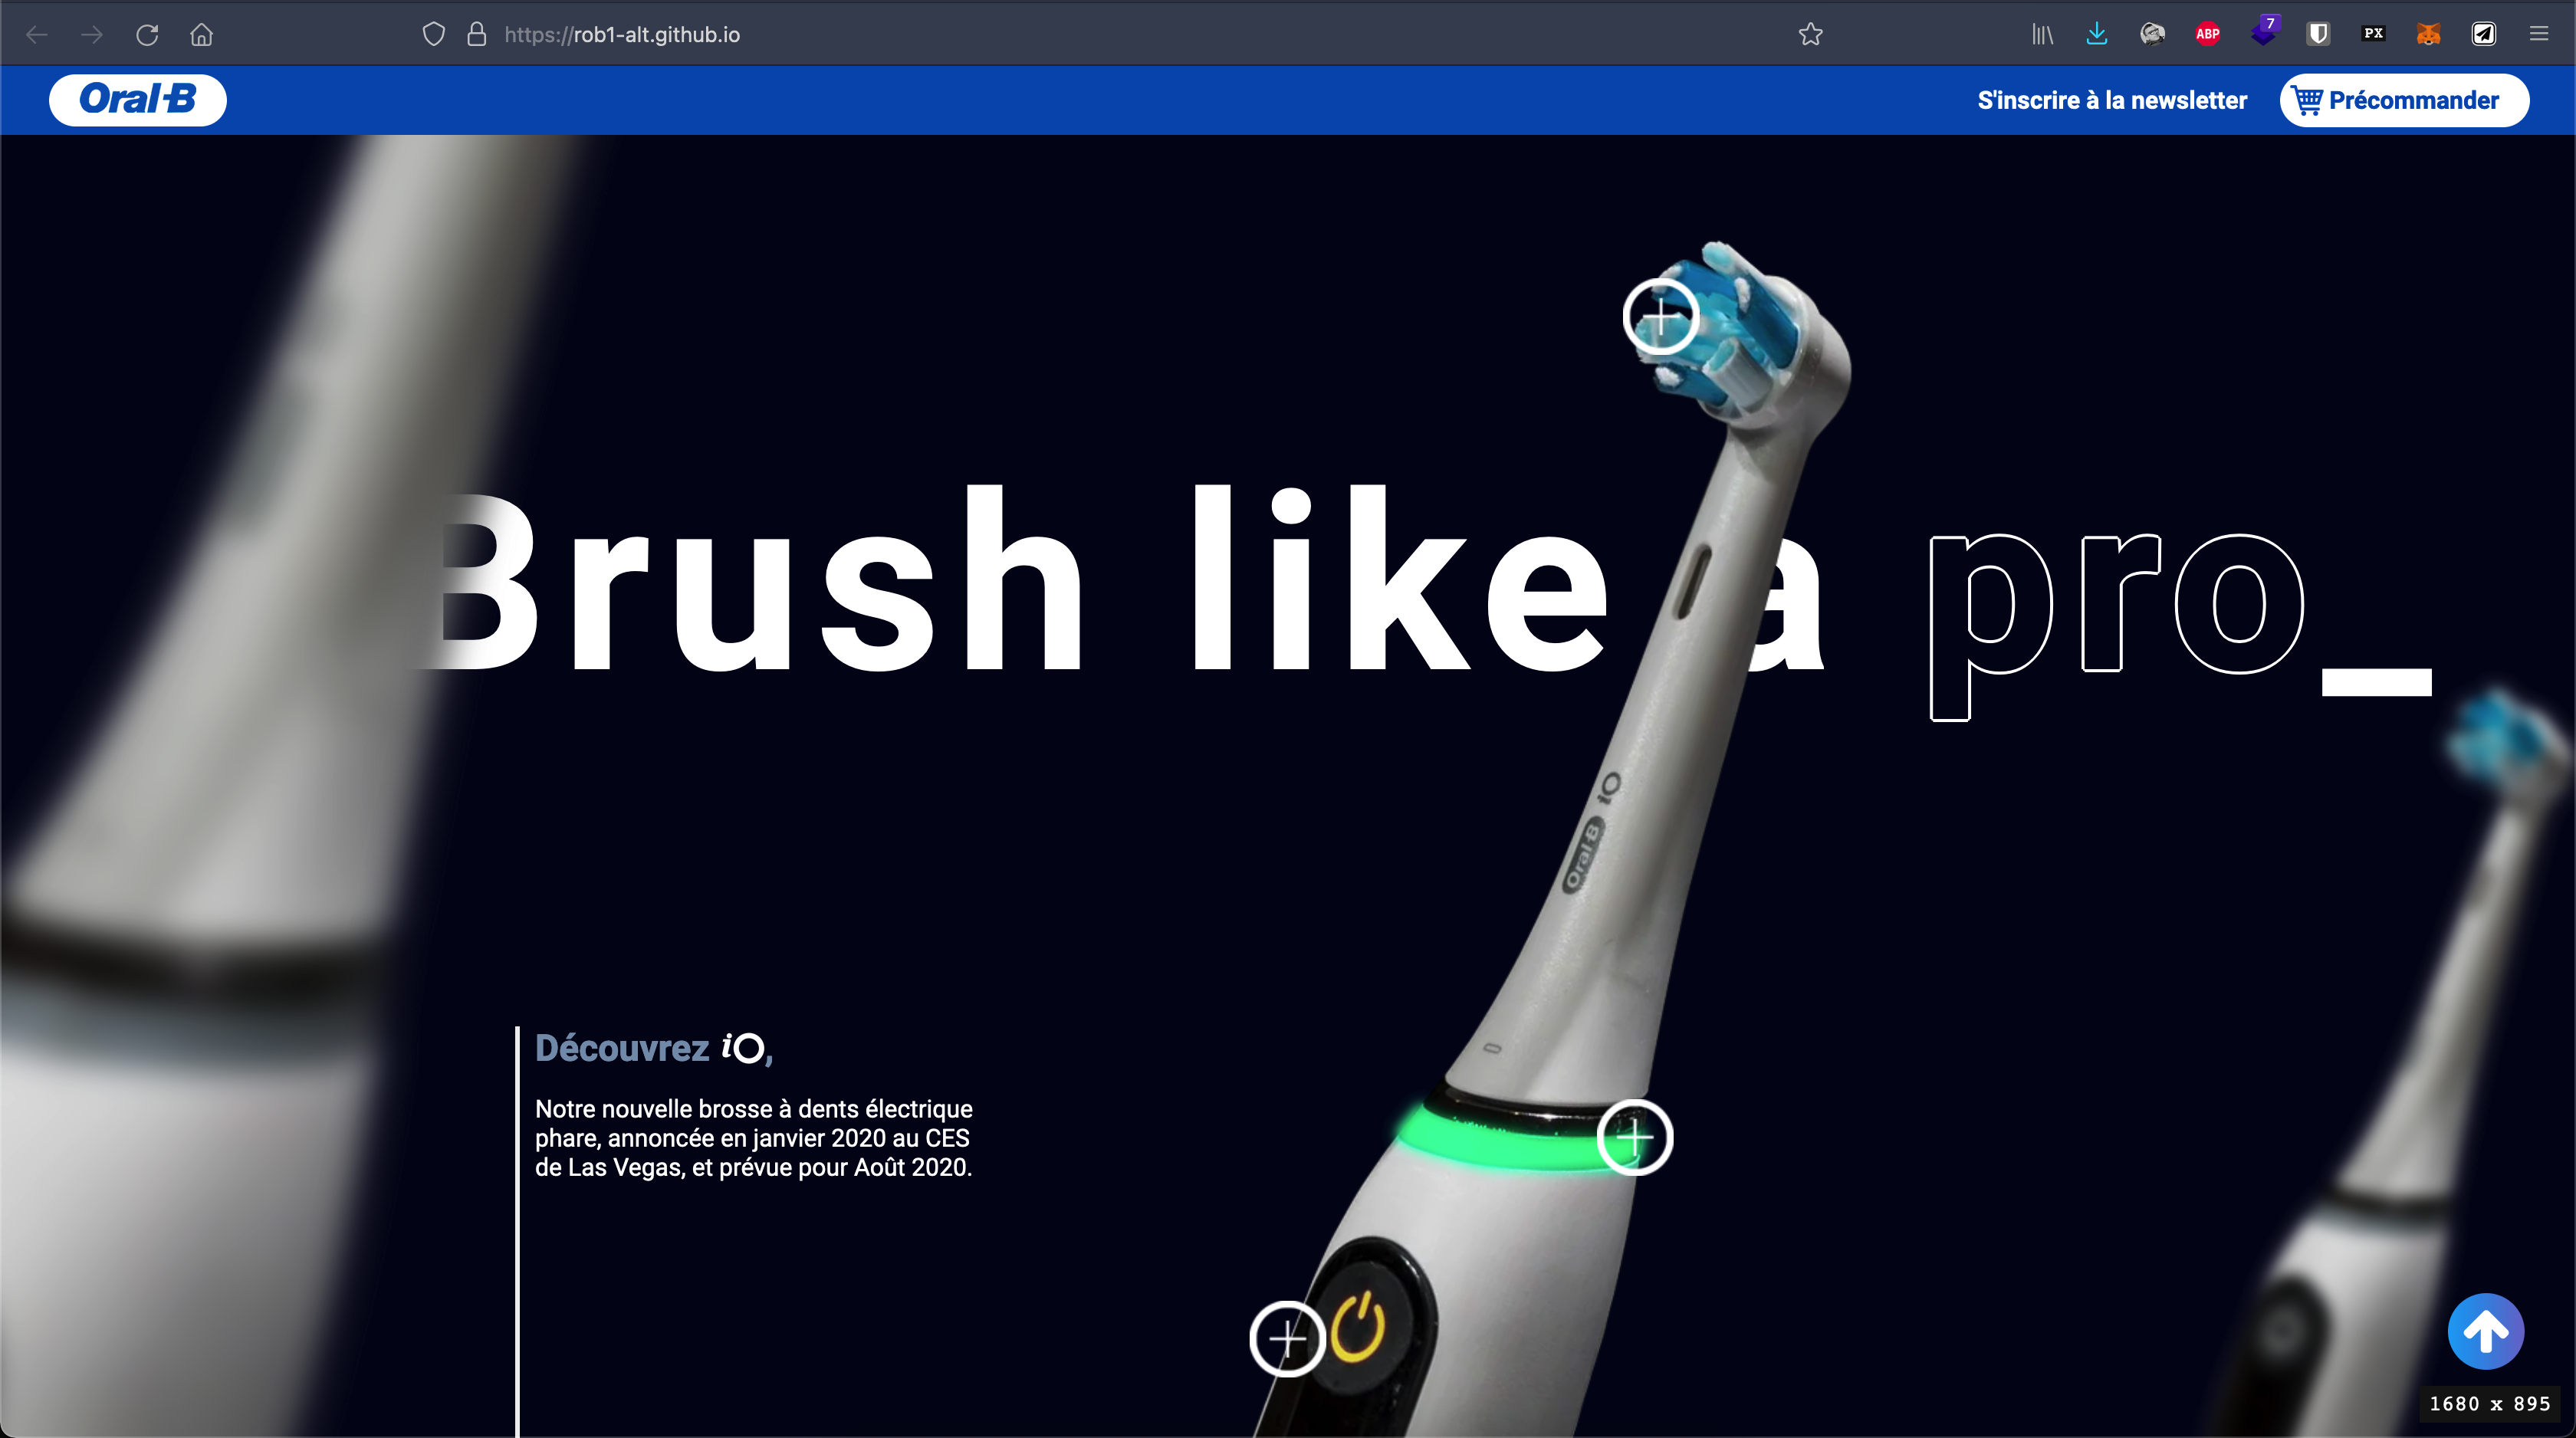 https://rob1-alt.github.io
ABP
7
PX
Oral-B
S'inscrire à la newsletter
Précommander
Brush like a pro_
Oral-B iO
Découvrez iO,
Notre nouvelle brosse à dents électrique
phare, annoncée en janvier 2020 au CES
de Las Vegas, et prévue pour Août 2020.
1680 x 895